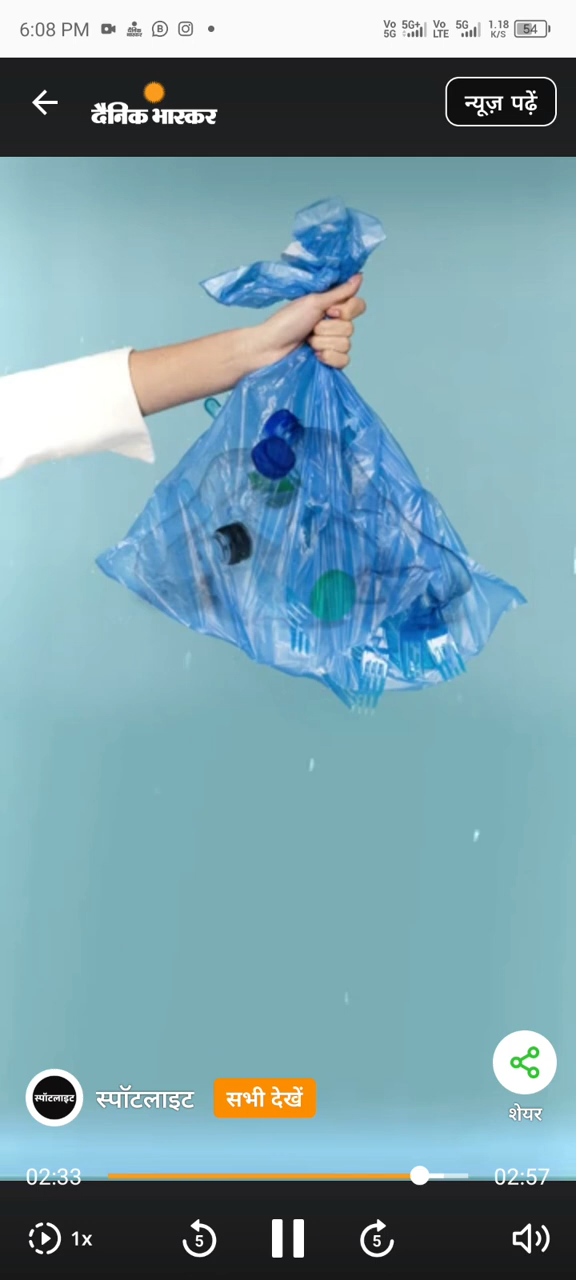 6:08 PM
Vo 5G 5G+ Vo LTE 5G 1.18 K/S 54
दैनिक भास्कर
न्यूज़ पढ़ें
स्पॉटलाइट स्पॉटलाइट सभी देखें
शेयर
02:33 02:57
1x 5 5